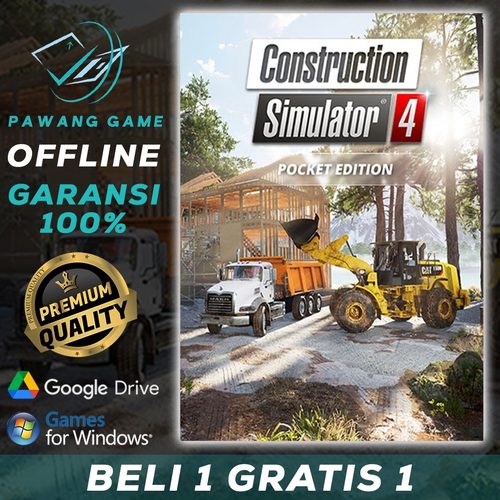 PAWANG GAME
OFFLINE
GARANSI
100%
PREMIUM
QUALITY
Google Drive
Games
for Windows®
Construction
Simulator® 4
POCKET EDITION
MACK
CAT 950M
BELI 1 GRATIS 1